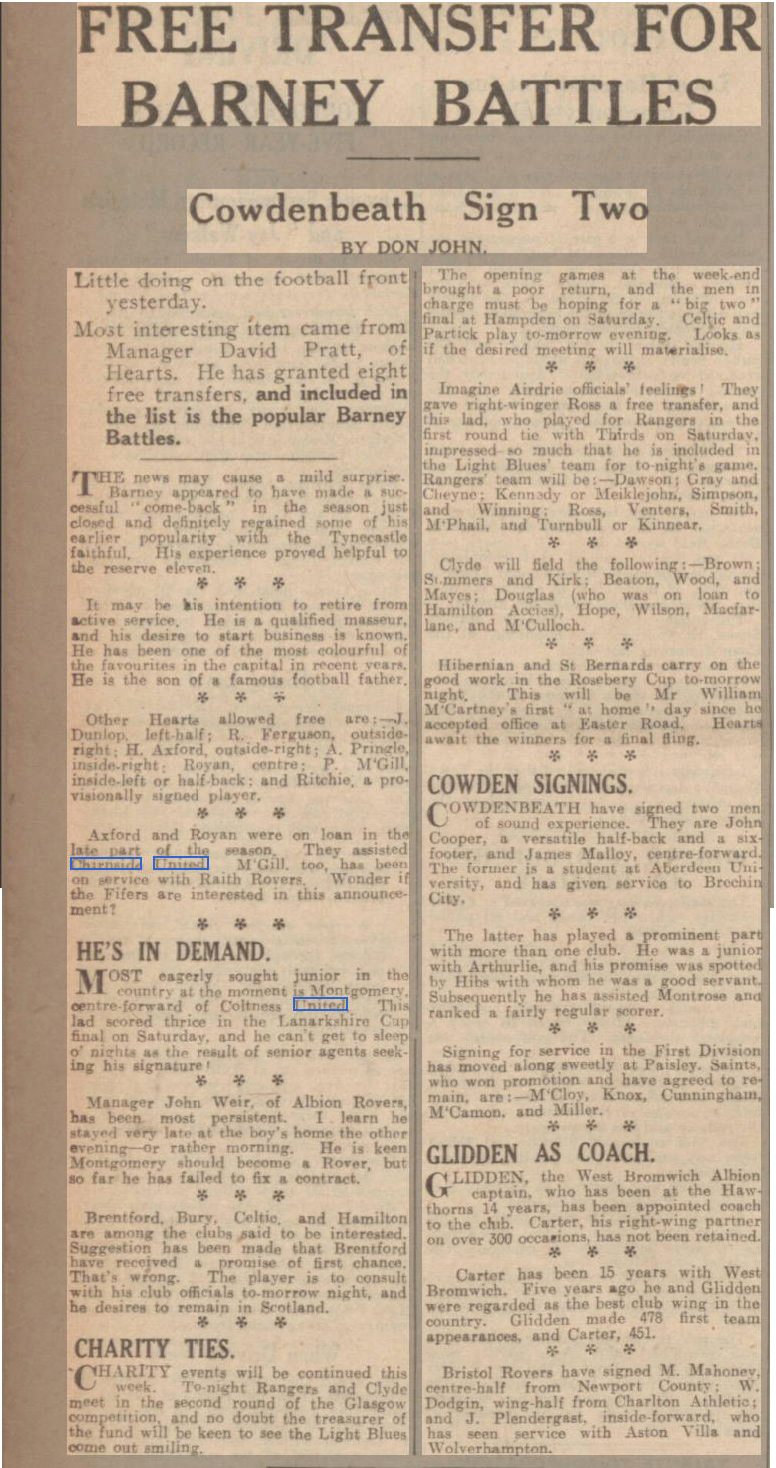 FREE TRANSFER FOR
BARNEY BATTLES
Cowdenbeath Sign Two
BY DON JOHN.
Little doing on the football front
yesterday.
Most interesting item came from
Manager David Pratt, of
Hearts. He has granted eight
free transfers, and included in
the list is the popular Barney
Battles.
THE news may cause a mild surprise.
Barney appeared to have made a suc-
cessful "come-back" in the season just
closed and definitely regained some of his
earlier popularity with the Tynecastle
faithful. His experience proved helpful to
the reserve eleven.
* * *
It may be his intention to retire from
active service. He is a qualified masseur,
and his desire to start business is known.
He has been one of the most colourful of
the favourites in the capital in recent years.
He is the son of a famous football father.
* * *
Other Hearts allowed free are:—J.
Dunlop, left-half; R. Ferguson, outside-
right; H. Axford, outside-right; A. Pringle,
inside-right; Royan, centre; P. M'Gill,
inside-left or half-back; and Ritchie, a pro-
visionally signed player.
* * *
Axford and Royan were on loan in the
late part of the season. They assisted
Chirnside United. M'Gill, too, has been
on service with Raith Rovers. Wonder if
the Fifers are interested in this announce-
ment?
* * *
HE'S IN DEMAND.
MOST eagerly sought junior in the
country at the moment is Montgomery,
centre-forward of Coltness United. This
lad scored thrice in the Lanarkshire Cup
final on Saturday, and he can't get to sleep
o' nights as the result of senior agents seek-
ing his signature!
* * *
Manager John Weir, of Albion Rovers,
has been most persistent. I learn he
stayed very late at the boy's home the other
evening—or rather morning. He is keen
Montgomery should become a Rover, but
so far he has failed to fix a contract.
* * *
Brentford, Bury, Celtic, and Hamilton
are among the clubs said to be interested.
Suggestion has been made that Brentford
have received a promise of first chance.
That's wrong. The player is to consult
with his club officials to-morrow night, and
he desires to remain in Scotland.
* * *
CHARITY TIES.
CHARITY events will be continued this
week. To-night Rangers and Clyde
meet in the second round of the Glasgow
competition, and no doubt the treasurer of
the fund will be keen to see the Light Blues
come out smiling.
The opening games at the week-end
brought a poor return, and the men in
charge must be hoping for a "big two"
final at Hampden on Saturday. Celtic and
Partick play to-morrow evening. Looks as
if the desired meeting will materialise.
* * *
Imagine Airdrie officials' feelings! They
gave right-winger Ross a free transfer, and
this lad, who played for Rangers in the
first round tie with Thirds on Saturday,
impressed so much that he is included in
the Light Blues' team for to-night's game.
Rangers' team will be:—Dawson; Gray and
Cheyne; Kennedy or Meiklejohn, Simpson,
and Winning; Ross, Venters, Smith,
M'Phail, and Turnbull or Kinnear.
* * *
Clyde will field the following:—Brown;
Summers and Kirk; Beaton, Wood, and
Mayes; Douglas (who was on loan to
Hamilton Accies), Hope, Wilson, Macfar-
lane, and M'Culloch.
* * *
Hibernian and St Bernards carry on the
good work in the Rosebery Cup to-morrow
night. This will be Mr William
M'Cartney's first "at home" day since he
accepted office at Easter Road. Hearts
await the winners for a final fling.
* * *
COWDEN SIGNINGS.
COWDENBEATH have signed two men
of sound experience. They are John
Cooper, a versatile half-back and a six-
footer, and James Malloy, centre-forward.
The former is a student at Aberdeen Uni-
versity, and has given service to Brechin
City.
* * *
The latter has played a prominent part
with more than one club. He was a junior
with Arthurlie, and his promise was spotted
by Hibs with whom he was a good servant.
Subsequently he has assisted Montrose and
ranked a fairly regular scorer.
* * *
Signing for service in the First Division
has moved along sweetly at Paisley. Saints,
who won promotion and have agreed to re-
main, are:—M'Cloy, Knox, Cunningham,
M'Camon, and Miller.
* * *
GLIDDEN AS COACH.
GLIDDEN, the West Bromwich Albion
captain, who has been at the Haw-
thorns 14 years, has been appointed coach
to the club. Carter, his right-wing partner
on over 300 occasions, has not been retained.
* * *
Carter has been 15 years with West
Bromwich. Five years ago he and Glidden
were regarded as the best club wing in the
country. Glidden made 478 first team
appearances, and Carter, 451.
* * *
Bristol Rovers have signed M. Mahoney,
centre-half from Newport County; W.
Dodgin, wing-half from Charlton Athletic;
and J. Plendergast, inside-forward, who
has seen service with Aston Villa and
Wolverhampton.